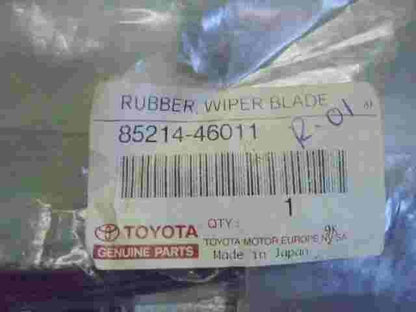 RUBBER, WIPER BLADE
85214-46011
R-01
QTY: 1
TOYOTA
GENUINE PARTS
TOYOTA MOTOR EUROPE NV/SA
Made in Japan